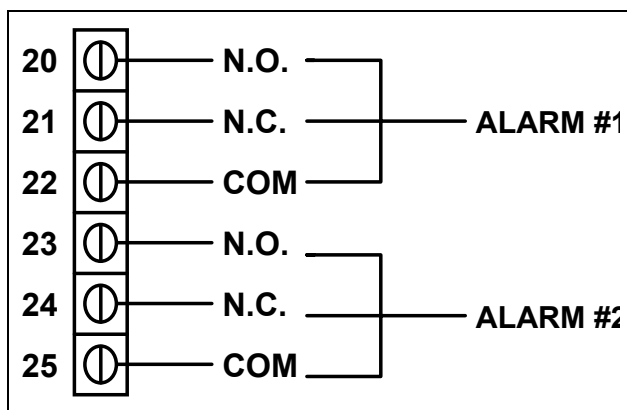 20 N.O.
21 N.C. ALARM #1
22 COM
23 N.O.
24 N.C. ALARM #2
25 COM